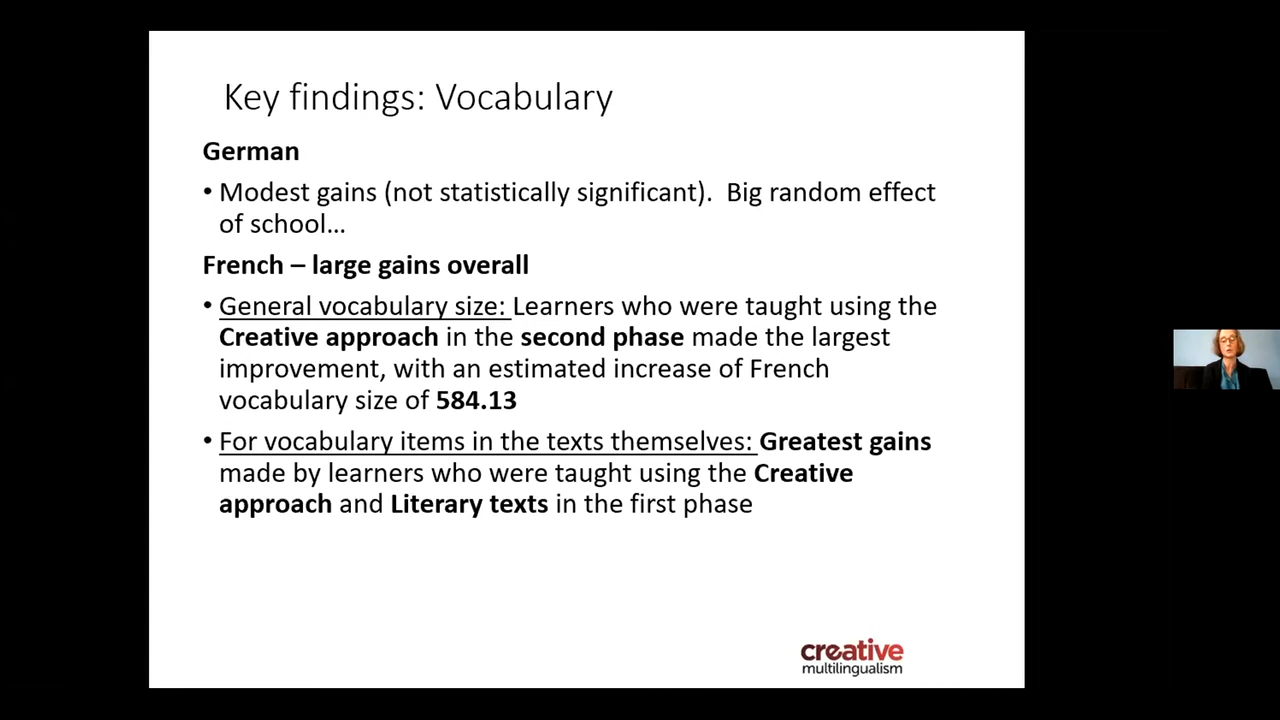 Key findings: Vocabulary
German
• Modest gains (not statistically significant).  Big random effect
of school…
French – large gains overall
• General vocabulary size: Learners who were taught using the
Creative approach in the second phase made the largest
improvement, with an estimated increase of French
vocabulary size of 584.13
• For vocabulary items in the texts themselves: Greatest gains
made by learners who were taught using the Creative
approach and Literary texts in the first phase
creative
multilingualism